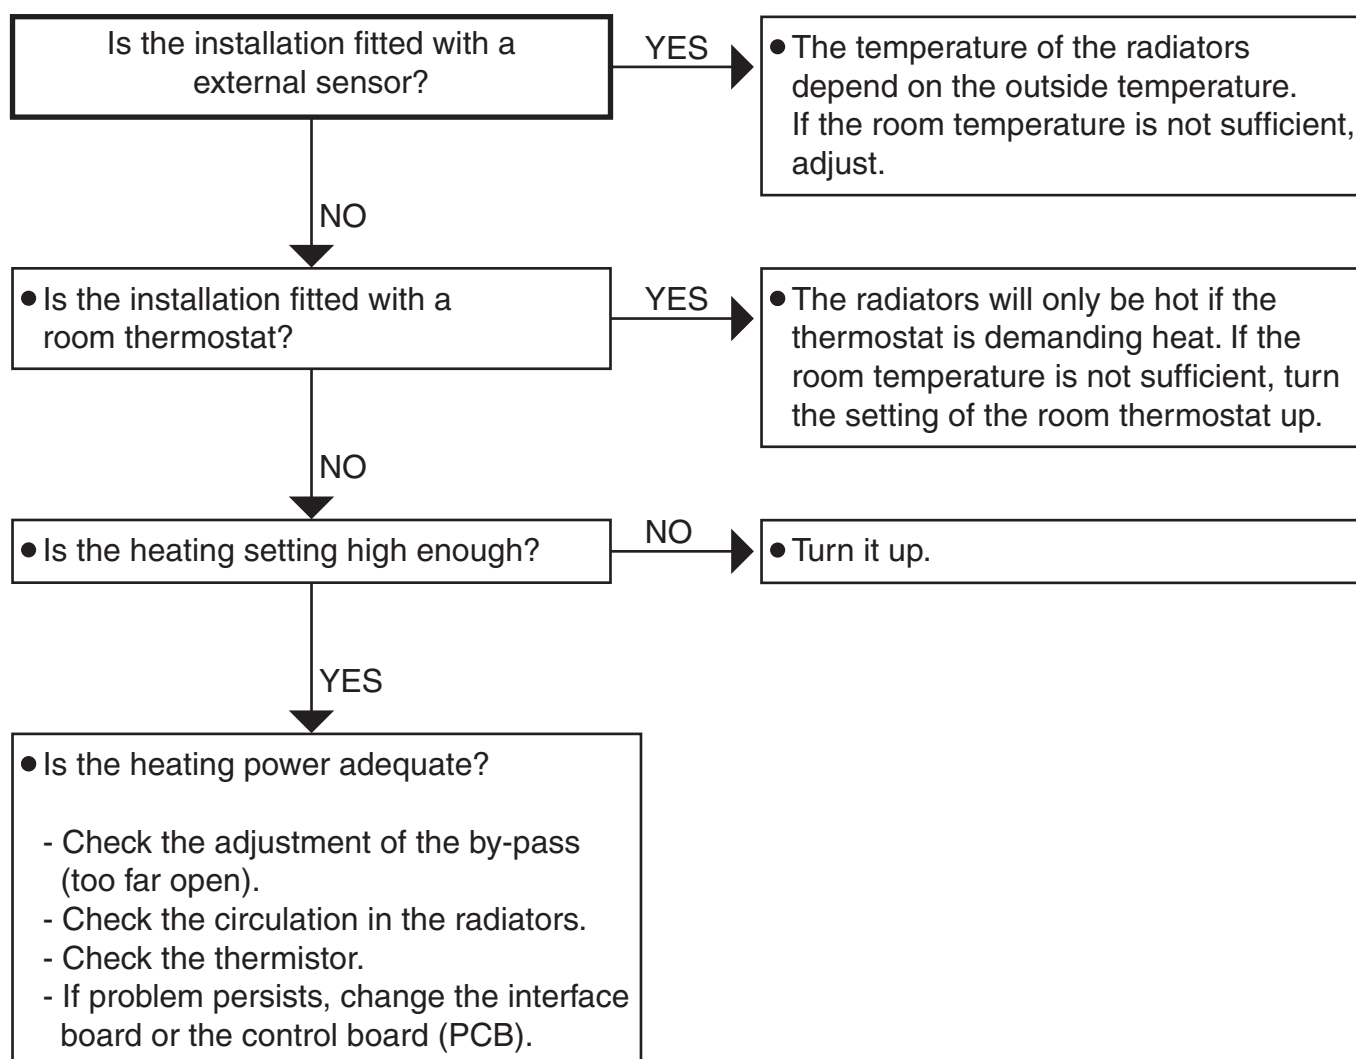 Is the installation fitted with a
external sensor?
YES
● The temperature of the radiators
depend on the outside temperature.
If the room temperature is not sufficient,
adjust.
NO
● Is the installation fitted with a
room thermostat?
YES
● The radiators will only be hot if the
thermostat is demanding heat. If the
room temperature is not sufficient, turn
the setting of the room thermostat up.
NO
● Is the heating setting high enough?
NO
● Turn it up.
YES
● Is the heating power adequate?
- Check the adjustment of the by-pass
(too far open).
- Check the circulation in the radiators.
- Check the thermistor.
- If problem persists, change the interface
board or the control board (PCB).